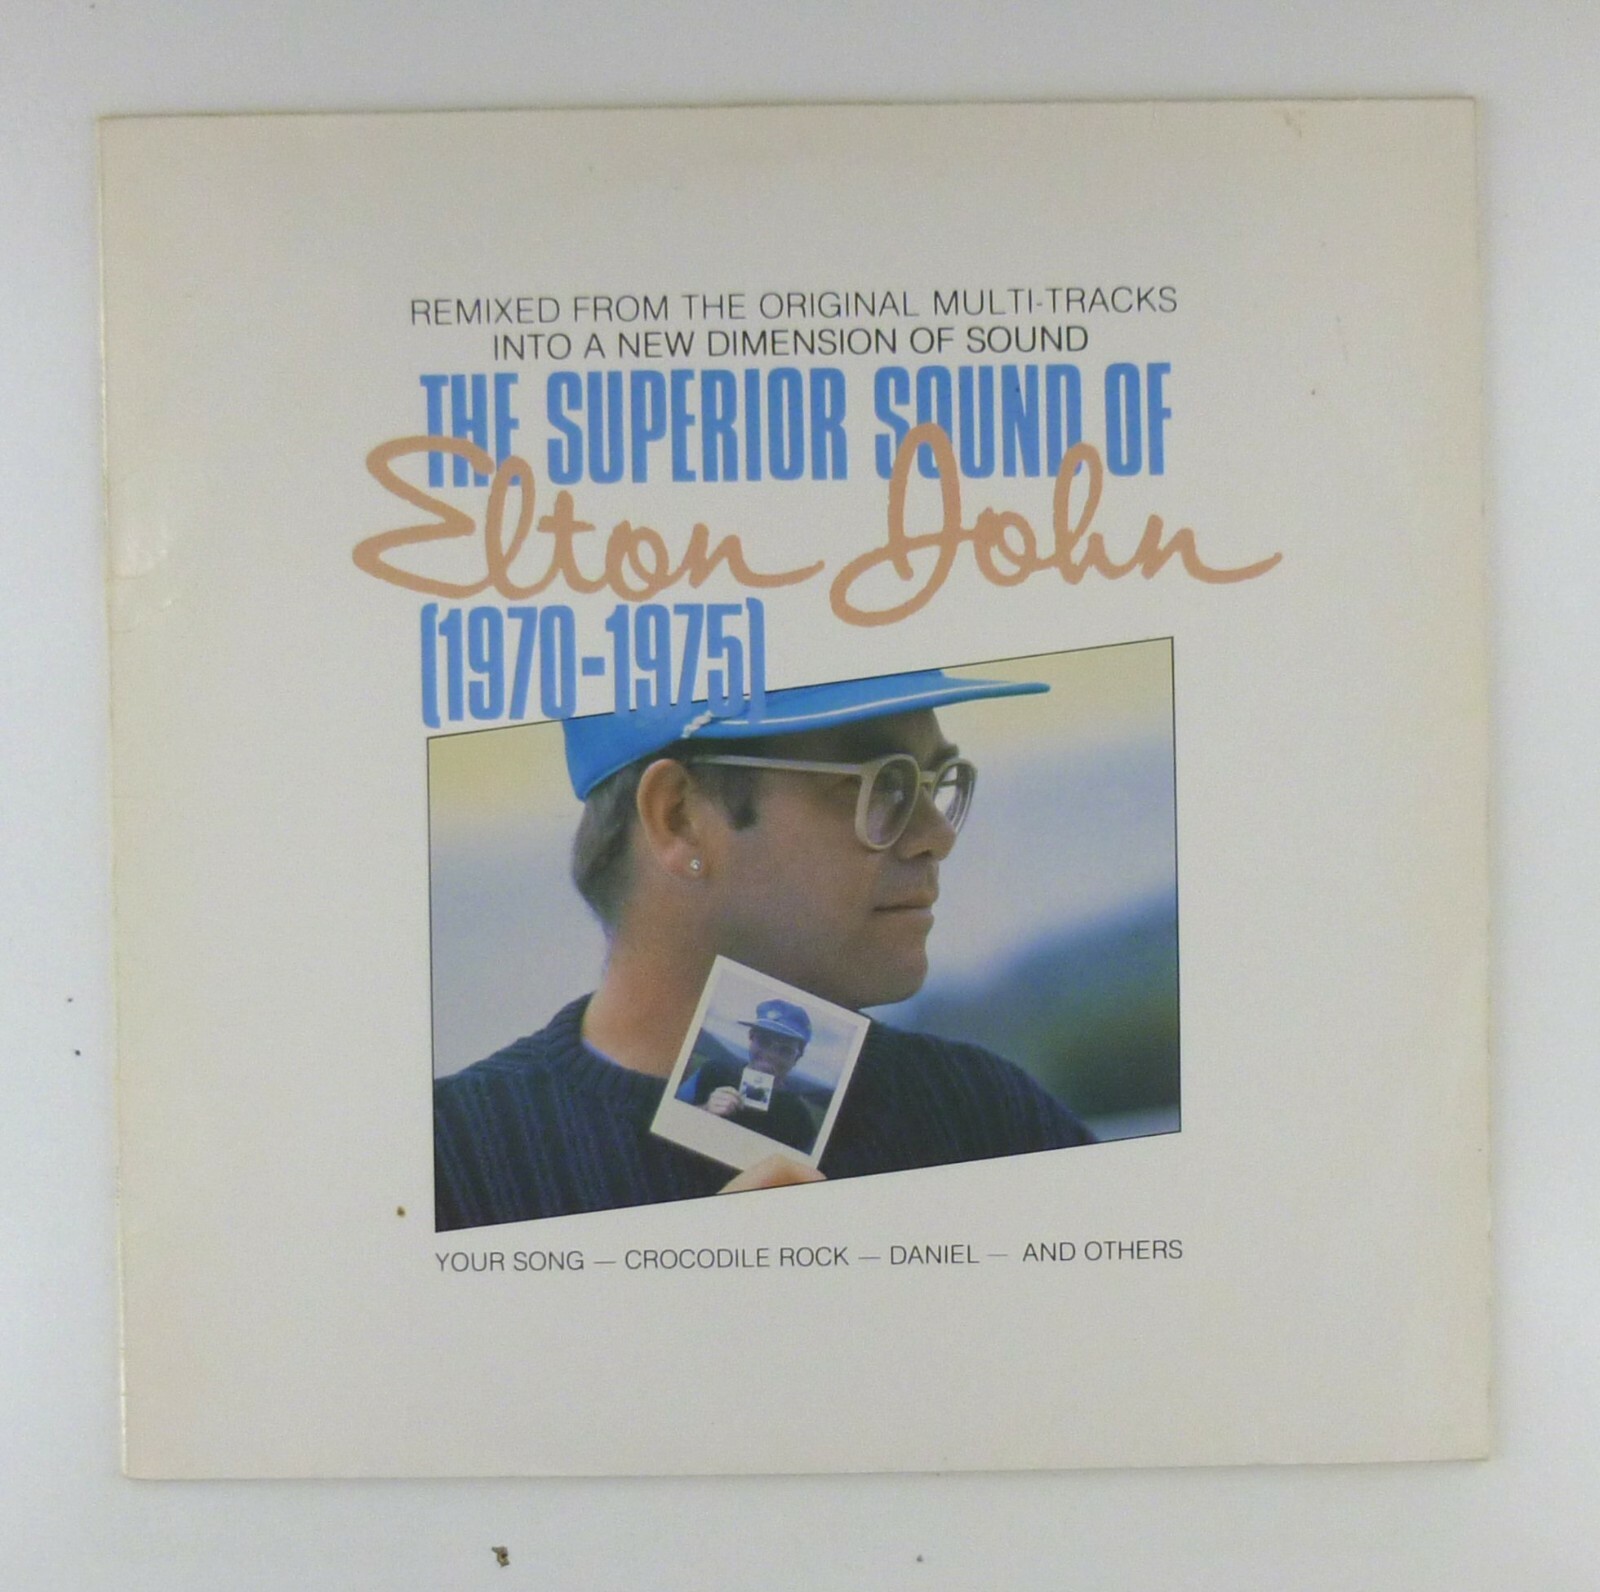 REMIXED FROM THE ORIGINAL MULTI-TRACKS
INTO A NEW DIMENSION OF SOUND
THE SUPERIOR SOUND OF
Elton John
(1970-1975)
YOUR SONG — CROCODILE ROCK — DANIEL — AND OTHERS